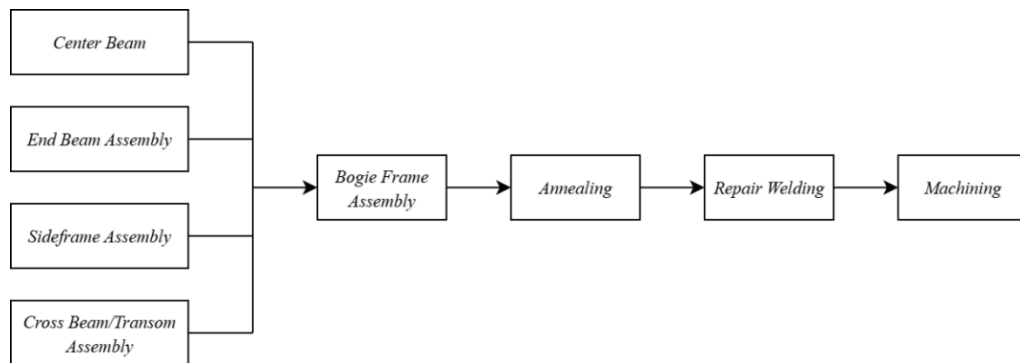 Center Beam
End Beam Assembly
Sideframe Assembly
Cross Beam/Transom
Assembly
Bogie Frame
Assembly
Annealing
Repair Welding
Machining